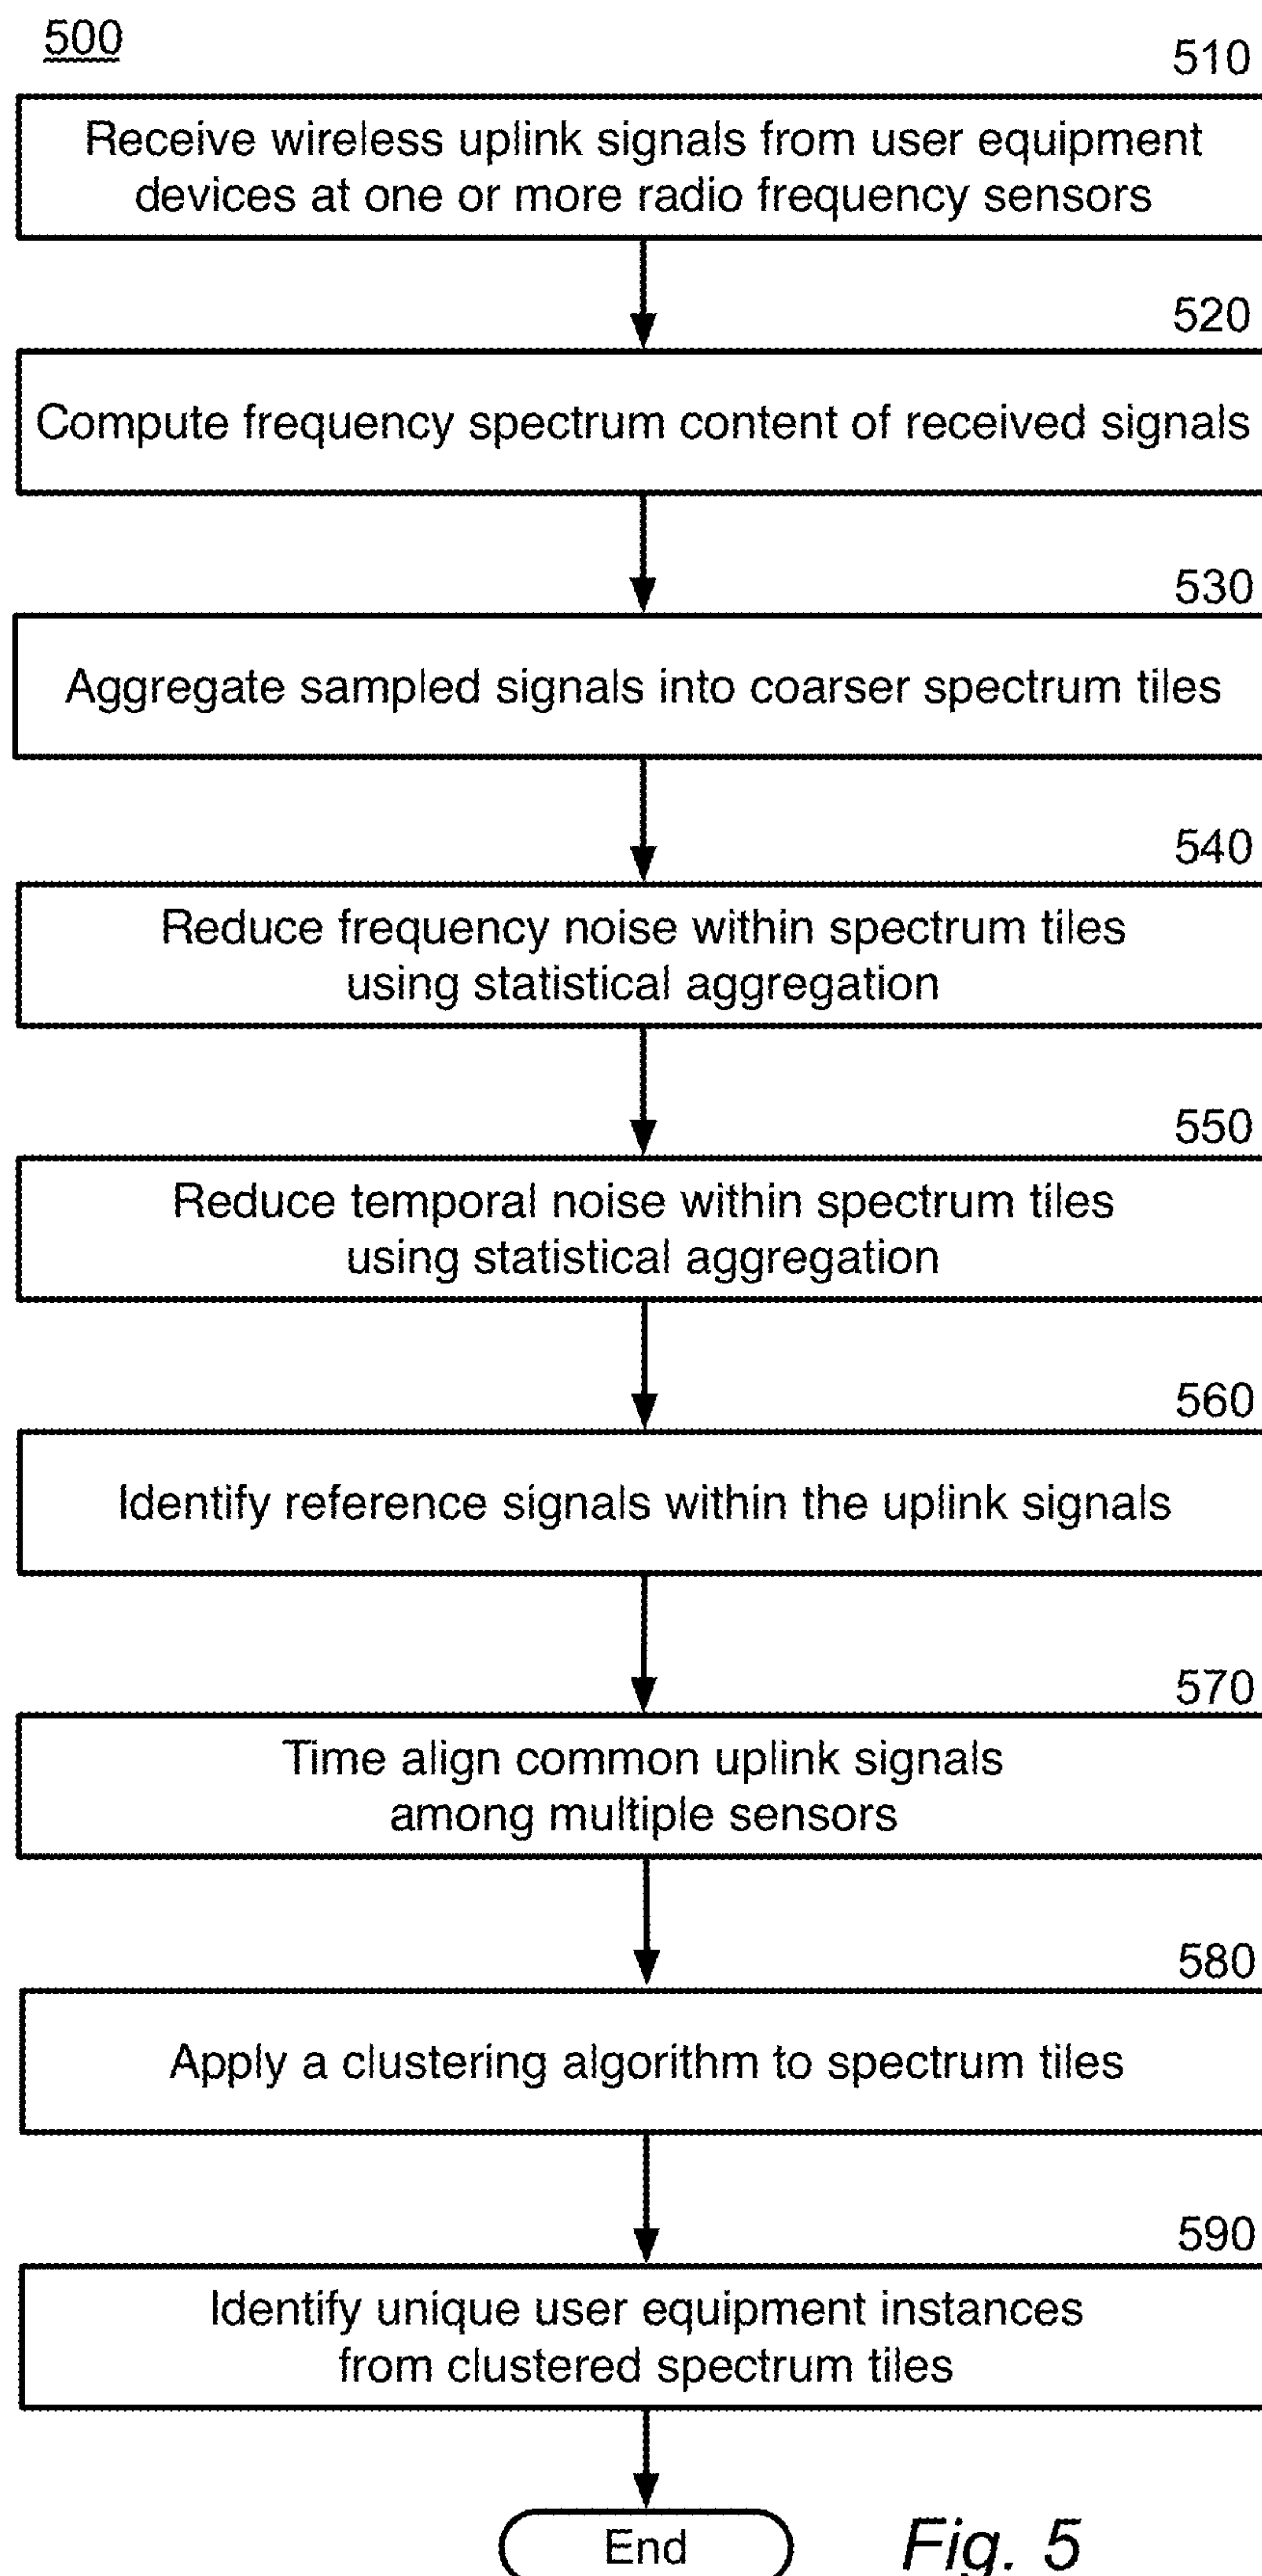 500
510
Receive wireless uplink signals from user equipment
devices at one or more radio frequency sensors
520
Compute frequency spectrum content of received signals
530
Aggregate sampled signals into coarser spectrum tiles
540
Reduce frequency noise within spectrum tiles
using statistical aggregation
550
Reduce temporal noise within spectrum tiles
using statistical aggregation
560
Identify reference signals within the uplink signals
570
Time align common uplink signals
among multiple sensors
580
Apply a clustering algorithm to spectrum tiles
590
Identify unique user equipment instances
from clustered spectrum tiles
End
Fig. 5